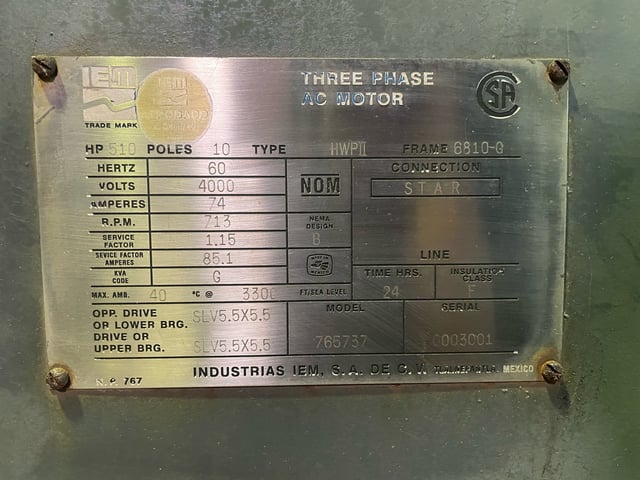 IEM
IEM
TRADE MARK
THREE PHASE
AC MOTOR
HP 510 POLES 10 TYPE HWPII FRAME 6810-G
HERTZ 60
VOLTS 4000
AMPERES 74
R.P.M. 713
SERVICE FACTOR 1.15
SEVICE FACTOR AMPERES 85.1
KVA CODE G
MAX. AMB. 40 °C @ 3300 FT/SEA LEVEL
NOM
NEMA DESIGN B
CONNECTION
STAR
LINE
TIME HRS. 24
INSULATION CLASS F
OPP. DRIVE OR LOWER BRG. SLV5.5X5.5
DRIVE OR UPPER BRG. SLV5.5X5.5
MODEL 765737
SERIAL 0003001
N.P. 767
INDUSTRIAS IEM, S.A. DE C.V. TLALNEPANTLA, MEXICO